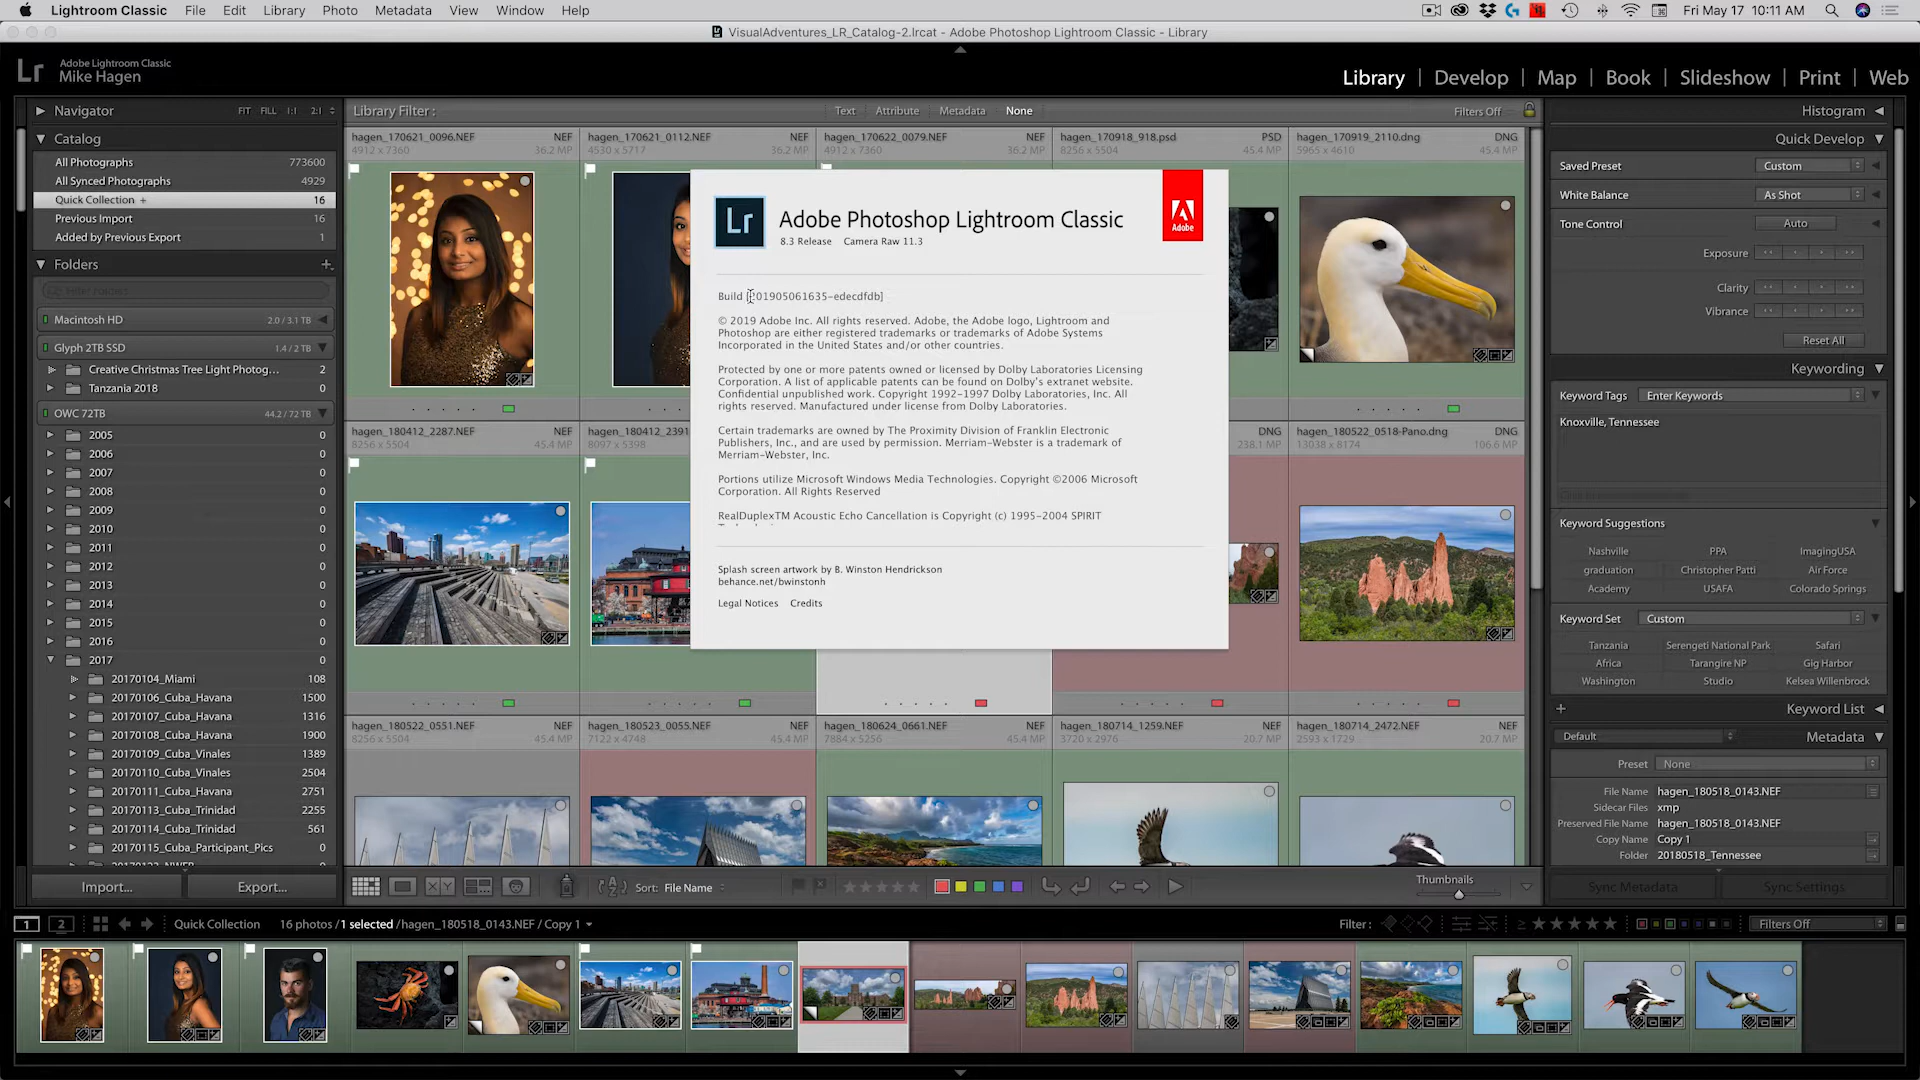 Lightroom Classic File Edit Library Photo Metadata View Window Help Fri May 17 10:11 AM
VisualAdventures_LR_Catalog-2.lrcat - Adobe Photoshop Lightroom Classic - Library
Lr Adobe Lightroom Classic
Mike Hagen
Library | Develop | Map | Book | Slideshow | Print | Web
Navigator FIT FILL 1:1 2:1
Catalog
All Photographs 773600
All Synced Photographs 4929
Quick Collection + 16
Previous Import 16
Added by Previous Export 1
Folders +
Filter Folders
Macintosh HD 2.0 / 3.1 TB
Glyph 2TB SSD 1.4 / 2 TB
Creative Christmas Tree Light Photog... 2
Tanzania 2018 0
OWC 72TB 44.2 / 72 TB
2005 0
2006 0
2007 0
2008 0
2009 0
2010 0
2011 0
2012 0
2013 0
2014 0
2015 0
2016 0
2017 0
20170104_Miami 108
20170106_Cuba_Havana 1500
20170107_Cuba_Havana 1316
20170108_Cuba_Havana 1900
20170109_Cuba_Vinales 1389
20170110_Cuba_Vinales 2504
20170111_Cuba_Havana 2751
20170113_Cuba_Trinidad 2255
20170114_Cuba_Trinidad 561
20170115_Cuba_Participant_Pics 0
Import... Export...
Library Filter : Text Attribute Metadata None Filters Off
hagen_170621_0096.NEF NEF
4912 x 7360 36.2 MP
hagen_170621_0112.NEF NEF
4530 x 5717 36.2 MP
hagen_170622_0079.NEF NEF
4912 x 7360 36.2 MP
hagen_170918_918.psd PSD
8256 x 5504 45.4 MP
hagen_170919_2110.dng DNG
5965 x 4610 45.4 MP
Lr Adobe Photoshop Lightroom Classic
8.3 Release Camera Raw 11.3
Adobe
Build [201905061635-edecdfdb]
© 2019 Adobe Inc. All rights reserved. Adobe, the Adobe logo, Lightroom and
Photoshop are either registered trademarks or trademarks of Adobe Systems
Incorporated in the United States and/or other countries.
Protected by one or more patents owned or licensed by Dolby Laboratories Licensing
Corporation. A list of applicable patents can be found on Dolby's extranet website.
Confidential unpublished work. Copyright 1992-1997 Dolby Laboratories, Inc. All
rights reserved. Manufactured under license from Dolby Laboratories.
Certain trademarks are owned by The Proximity Division of Franklin Electronic
Publishers, Inc., and are used by permission. Merriam-Webster is a trademark of
Merriam-Webster, Inc.
Portions utilize Microsoft Windows Media Technologies. Copyright ©2006 Microsoft
Corporation. All Rights Reserved
RealDuplexTM Acoustic Echo Cancellation is Copyright (c) 1995-2004 SPIRIT
Splash screen artwork by B. Winston Hendrickson
behance.net/bwinstonh
Legal Notices Credits
hagen_180412_2287.NEF NEF
8256 x 5504 45.4 MP
hagen_180412_2391
8097 x 5398
DNG
238.1 MP
hagen_180522_0518-Pano.dng DNG
13038 x 8174 106.6 MP
hagen_180522_0551.NEF NEF
8256 x 5504 45.4 MP
hagen_180523_0055.NEF NEF
7122 x 4748 45.4 MP
hagen_180624_0661.NEF NEF
7884 x 5256 45.4 MP
hagen_180714_1259.NEF NEF
3720 x 2976 20.7 MP
hagen_180714_2472.NEF NEF
2593 x 1729 20.7 MP
Sort: File Name Thumbnails
Histogram
Quick Develop
Saved Preset Custom
White Balance As Shot
Tone Control Auto
Exposure
Clarity
Vibrance
Reset All
Keywording
Keyword Tags Enter Keywords
Knoxville, Tennessee
Keyword Suggestions
Nashville PPA ImagingUSA
graduation Christopher Patti Air Force
Academy USAFA Colorado Springs
Keyword Set Custom
Tanzania Serengeti National Park Safari
Africa Tarangire NP Gig Harbor
Washington Studio Kelsea Willenbrock
+ Keyword List
Default Metadata
Preset None
File Name hagen_180518_0143.NEF
Sidecar Files xmp
Preserved File Name hagen_180518_0143.NEF
Copy Name Copy 1
Folder 20180518_Tennessee
Sync Metadata Sync Settings
1 2 Quick Collection 16 photos / 1 selected / hagen_180518_0143.NEF / Copy 1 Filter : Filters Off